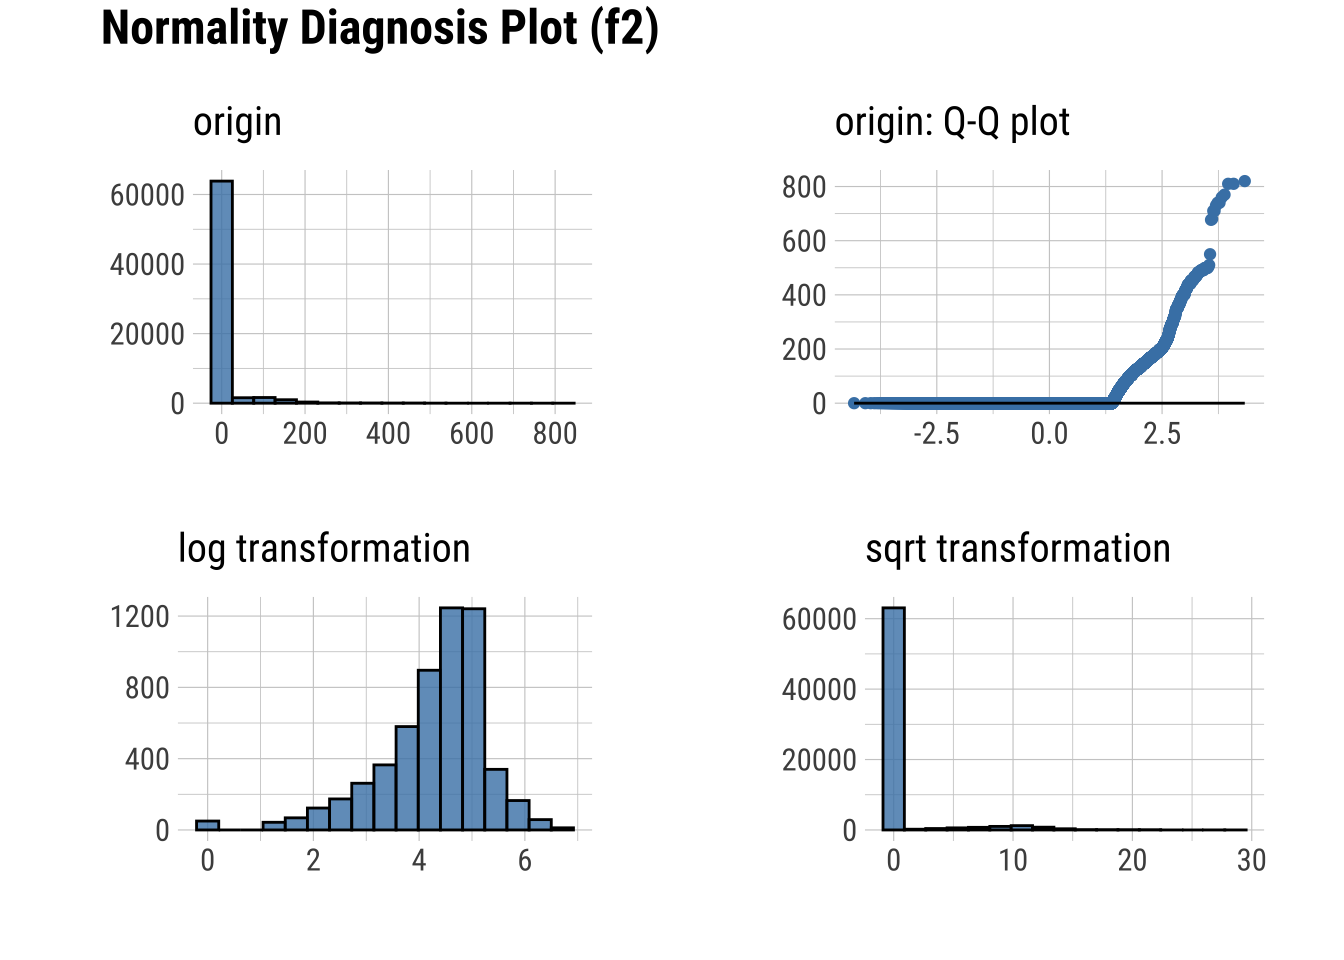 Normality Diagnosis Plot (f2)
origin
60000
40000
20000
0
0 200 400 600 800
origin: Q-Q plot
800
600
400
200
0
-2.5 0.0 2.5
log transformation
1200
800
400
0
0 2 4 6
sqrt transformation
60000
40000
20000
0
0 10 20 30